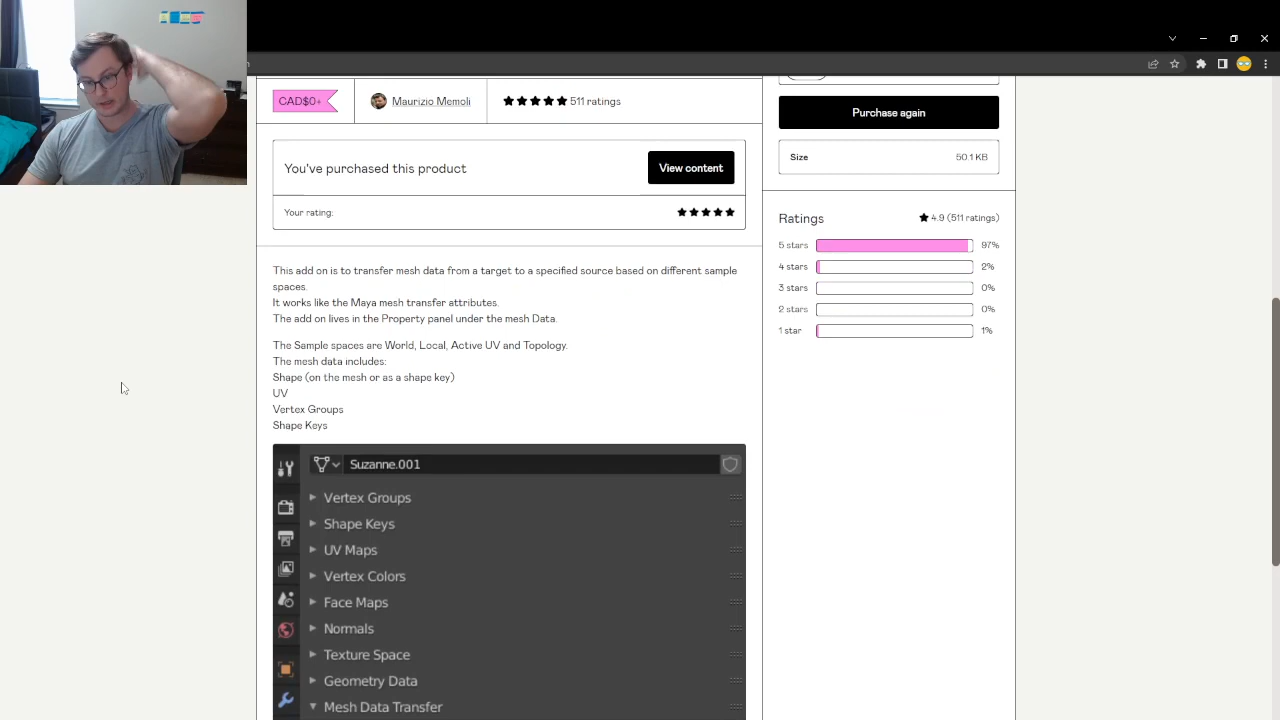 CAD$0+
Maurizio Memoli
511 ratings
Purchase again
Size
50.1 KB
You've purchased this product
View content
Your rating:
Ratings
4.9 (511 ratings)
5 stars
97%
4 stars
2%
3 stars
0%
2 stars
0%
1 star
1%
This add on is to transfer mesh data from a target to a specified source based on different sample
spaces.
It works like the Maya mesh transfer attributes.
The add on lives in the Property panel under the mesh Data.
The Sample spaces are World, Local, Active UV and Topology.
The mesh data includes:
Shape (on the mesh or as a shape key)
UV
Vertex Groups
Shape Keys
Suzanne.001
Vertex Groups
Shape Keys
UV Maps
Vertex Colors
Face Maps
Normals
Texture Space
Geometry Data
Mesh Data Transfer